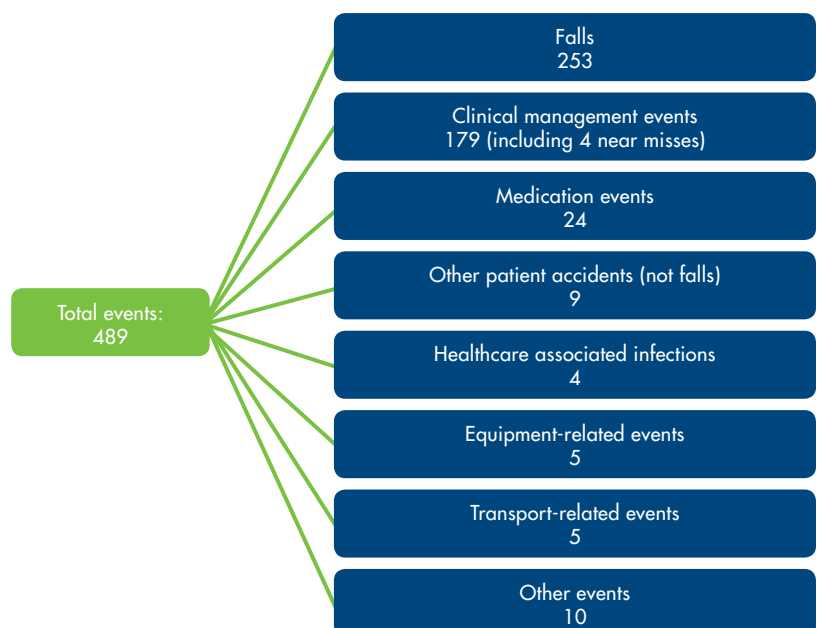 Falls
253
Clinical management events
179 (including 4 near misses)
Medication events
24
Other patient accidents (not falls)
9
Total events:
489
Healthcare associated infections
4
Equipment-related events
5
Transport-related events
5
Other events
10